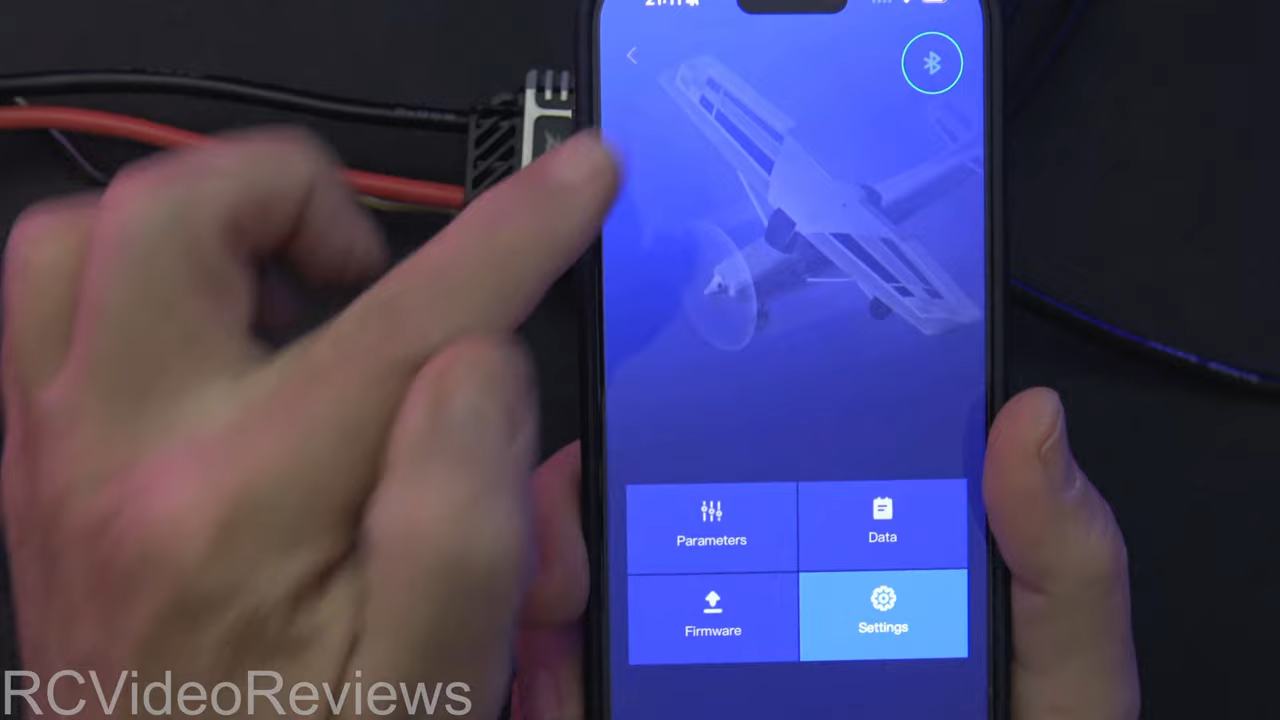 Parameters
Data
Firmware
Settings
RCVideoReviews